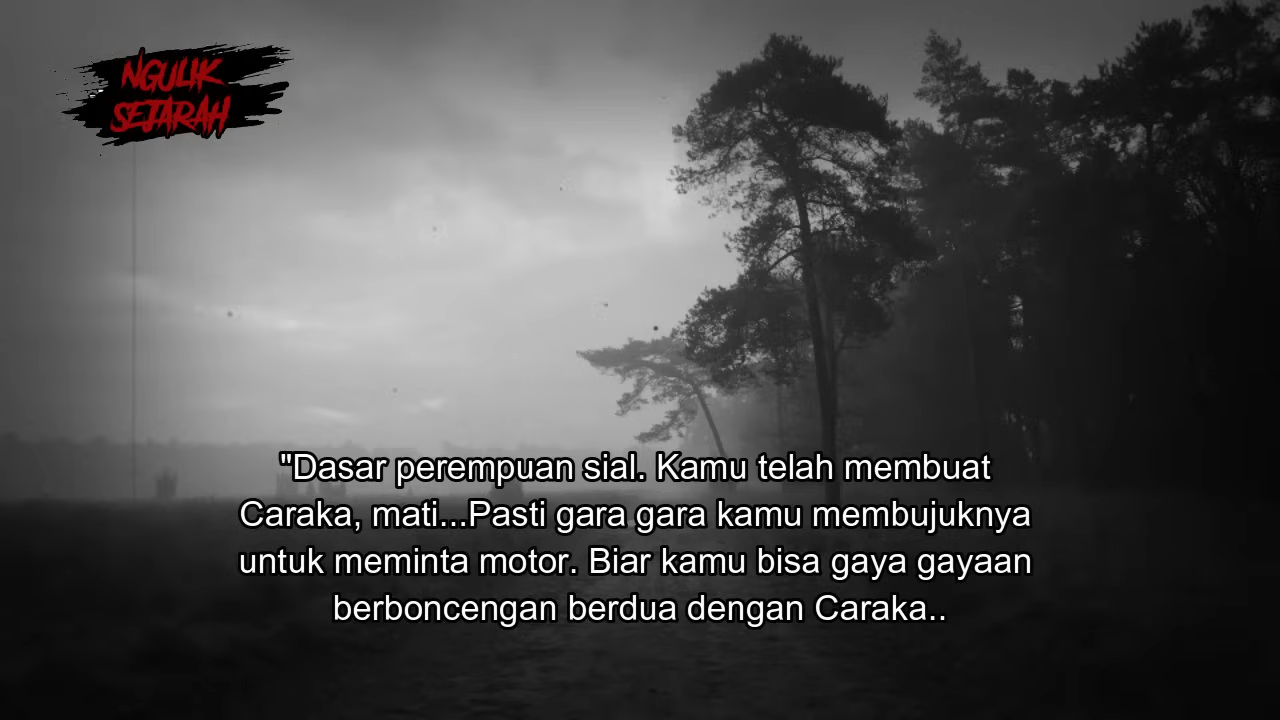 NGULIK
SEJARAH
"Dasar perempuan sial. Kamu telah membuat
Caraka, mati...Pasti gara gara kamu membujuknya
untuk meminta motor. Biar kamu bisa gaya gayaan
berboncengan berdua dengan Caraka..